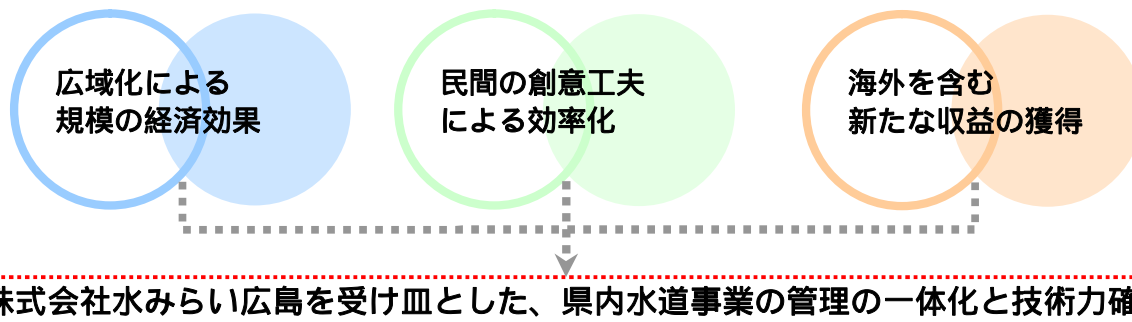 広域化による
規模の経済効果
民間の創意工夫
による効率化
海外を含む
新たな収益の獲得
株式会社水みらい広島を受け皿とした、県内水道事業の管理の一体化と技術力確